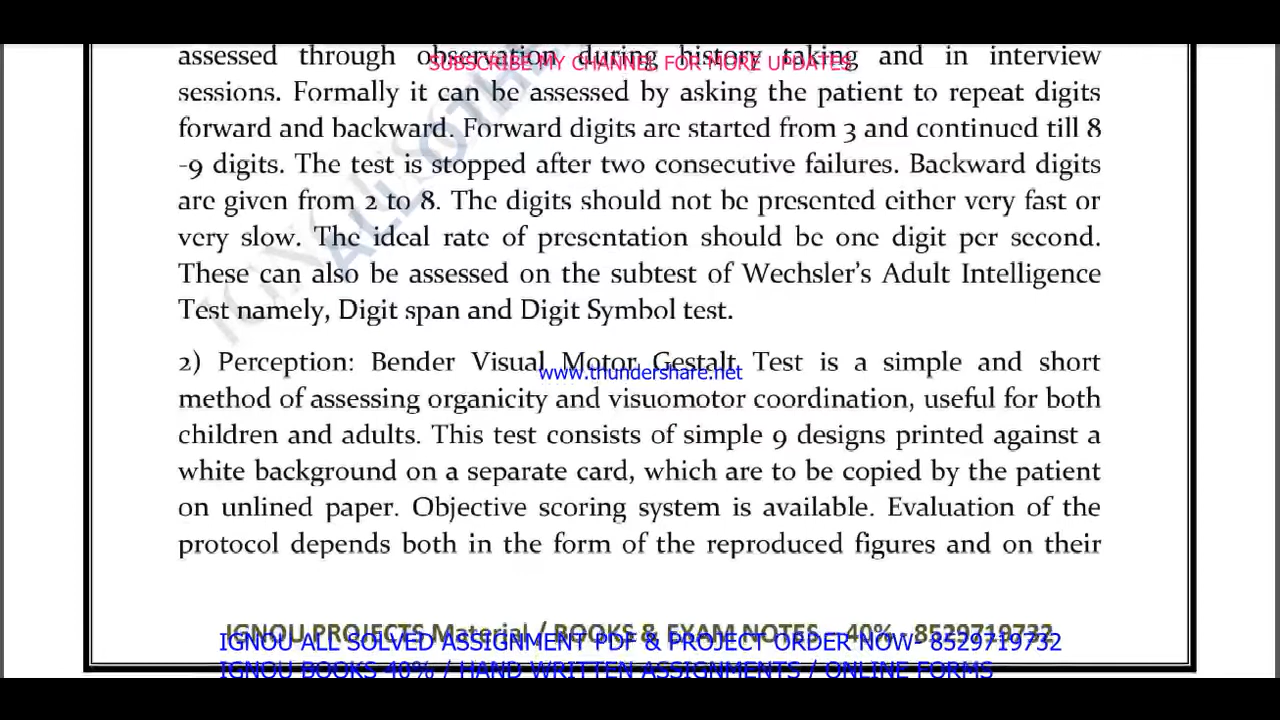 assessed through observation during history taking and in interview
SUBSCRIBE MY CHANNEL FOR MORE UPDATES
sessions. Formally it can be assessed by asking the patient to repeat digits
forward and backward. Forward digits are started from 3 and continued till 8
-9 digits. The test is stopped after two consecutive failures. Backward digits
are given from 2 to 8. The digits should not be presented either very fast or
very slow. The ideal rate of presentation should be one digit per second.
These can also be assessed on the subtest of Wechsler's Adult Intelligence
Test namely, Digit span and Digit Symbol test.
2) Perception: Bender Visual Motor Gestalt Test is a simple and short
www.thundershare.net
method of assessing organicity and visuomotor coordination, useful for both
children and adults. This test consists of simple 9 designs printed against a
white background on a separate card, which are to be copied by the patient
on unlined paper. Objective scoring system is available. Evaluation of the
protocol depends both in the form of the reproduced figures and on their
IGNOU PROJECTS Material / BOOKS & EXAM NOTES - 40% - 8529719732
IGNOU ALL SOLVED ASSIGNMENT PDF & PROJECT ORDER NOW- 8529719732
IGNOU BOOKS 40% / HAND WRITTEN ASSIGNMENTS / ONLINE FORMS